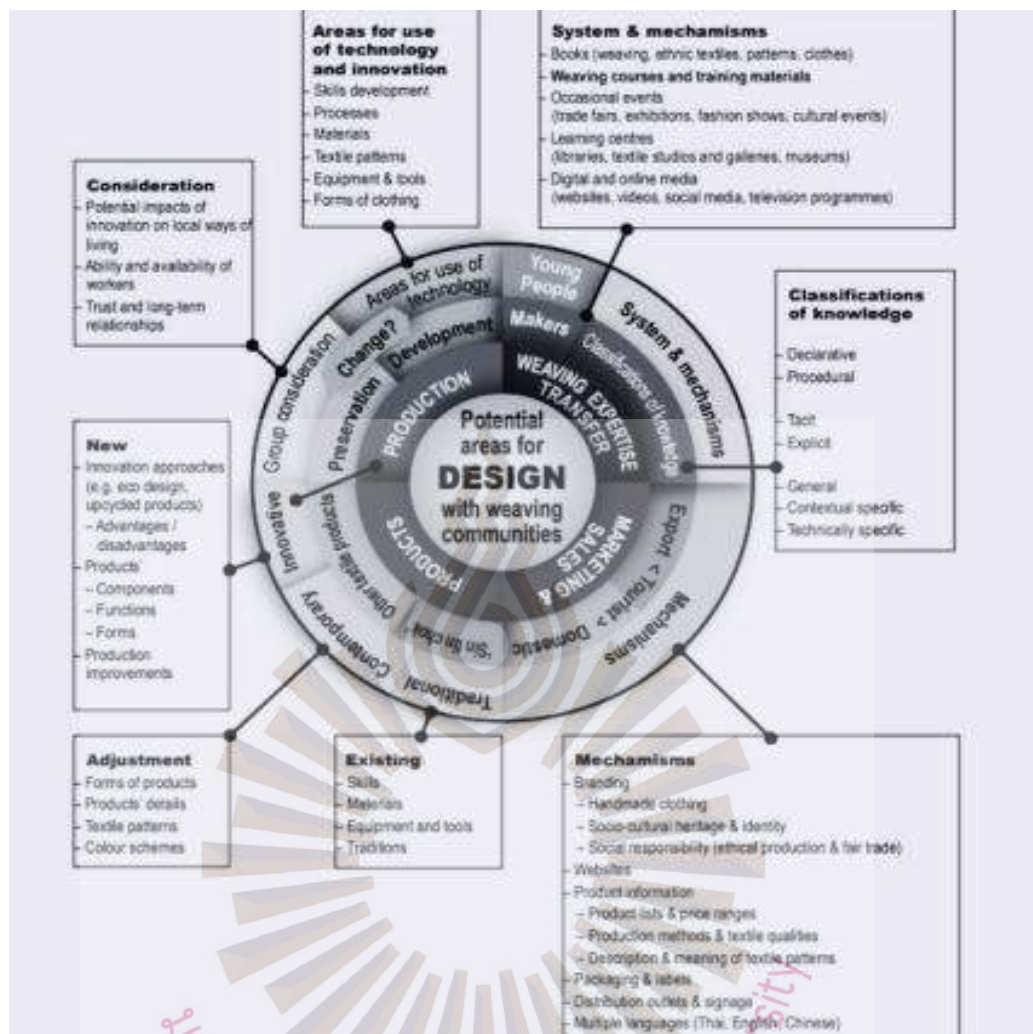 Areas for use
of technology
and innovation
- Skills development
- Processes
- Materials
- Textile patterns
- Equipment & tools
- Forms of clothing
System & mechanisms
- Books (weaving, ethnic textiles, patterns, clothes)
- Weaving courses and training materials
- Occasional events
(trade fairs, exhibitions, fashion shows, cultural events)
- Learning centres
(libraries, textile studios and galleries, museums)
- Digital and online media
(websites, videos, social media, television programmes)
Consideration
- Potential impacts of
innovation on local ways of
living
- Ability and availability of
workers
- Trust and long-term
relationships
Classifications
of knowledge
- Declarative
- Procedural
- Tacit
- Explicit
- General
- Contextual specific
- Technically specific
New
- Innovation approaches
(e.g. eco design,
upcycled products)
– Advantages /
disadvantages
- Products'
– Components
– Functions
– Forms
- Production
improvements
Potential
areas for
DESIGN
with weaving
communities
PRODUCTION
WEAVING EXPERTISE
TRANSFER
MARKETING &
SALES
PRODUCTS
Preservation
Change?
Development
Makers
Classifications of knowledge
Export < Tourist > Domestic
Other textile products
Group consideration
Areas for use of
technology
Young
People
System & mechanisms
Mechanisms
Traditional
Contemporary
Innovative
Adjustment
- Forms of products
- Products' details
- Textile patterns
- Colour schemes
Existing
- Skills
- Materials
- Equipment and tools
- Traditions
Mechamisms
- Branding
– Handmade clothing
– Socio-cultural heritage & identity
– Social responsibility (ethical production & fair trade)
- Websites
- Product information
– Product lists & price ranges
– Production methods & textile qualities
– Description & meaning of textile patterns
- Packaging & labels
- Distribution outlets & signage
- Multiple languages (Thai, English, Chinese)